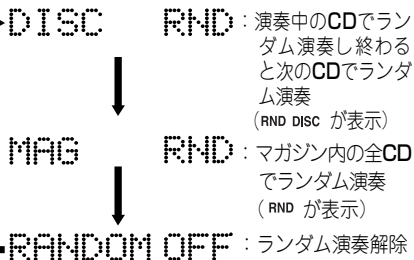 DISC RND：演奏中のCDでラン
ダム演奏し終わる
と次のCDでランダ
ム演奏
（RND DISC が表示）
MAG RND：マガジン内の全CD
でランダム演奏
（RND が表示）
RANDOM OFF：ランダム演奏解除